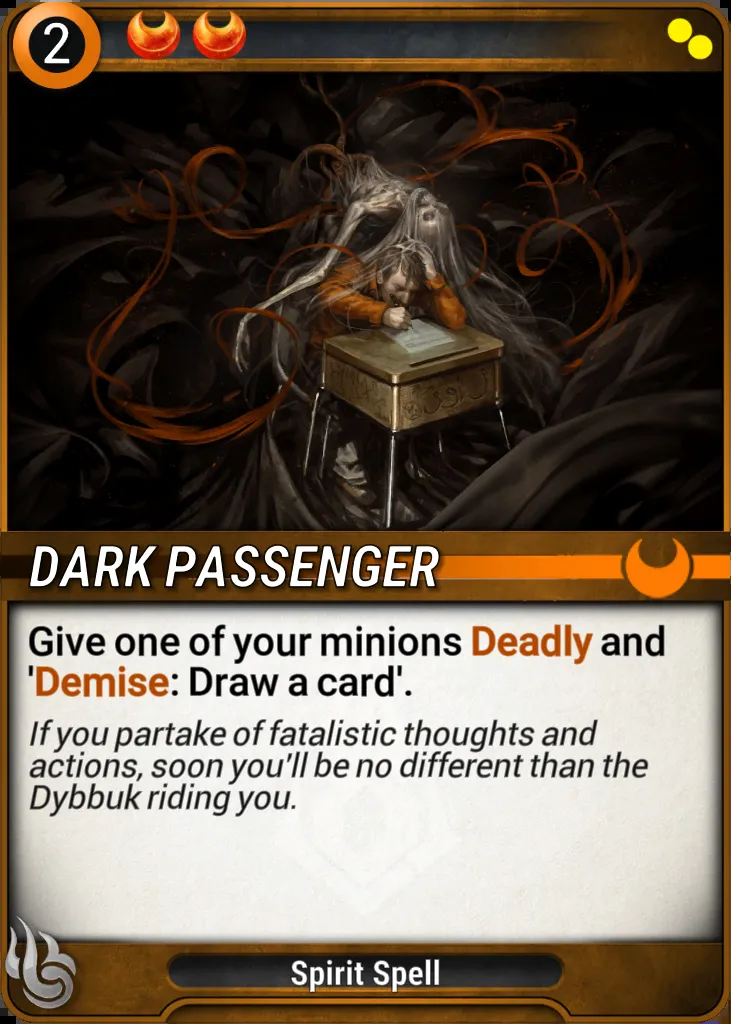 2
DARK PASSENGER
Give one of your minions Deadly and
'Demise: Draw a card'.
If you partake of fatalistic thoughts and
actions, soon you'll be no different than the
Dybbuk riding you.
Spirit Spell